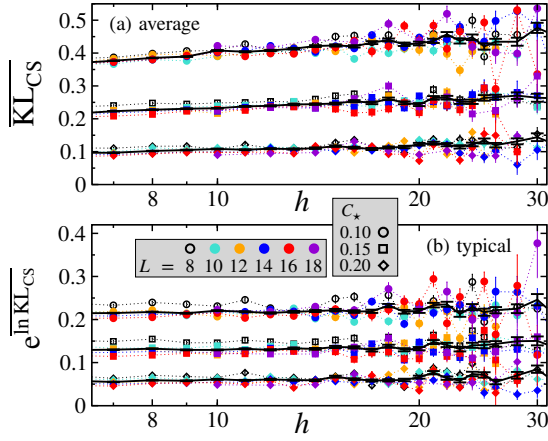 (a) average
0.5
0.4
0.3
0.2
0.1
0
KL_CS
8 10 h 20 30
C⋆
0.10
0.15
0.20
L = 8 10 12 14 16 18
(b) typical
0.4
0.3
0.2
0.1
0
e^ln KL_CS
8 10 h 20 30